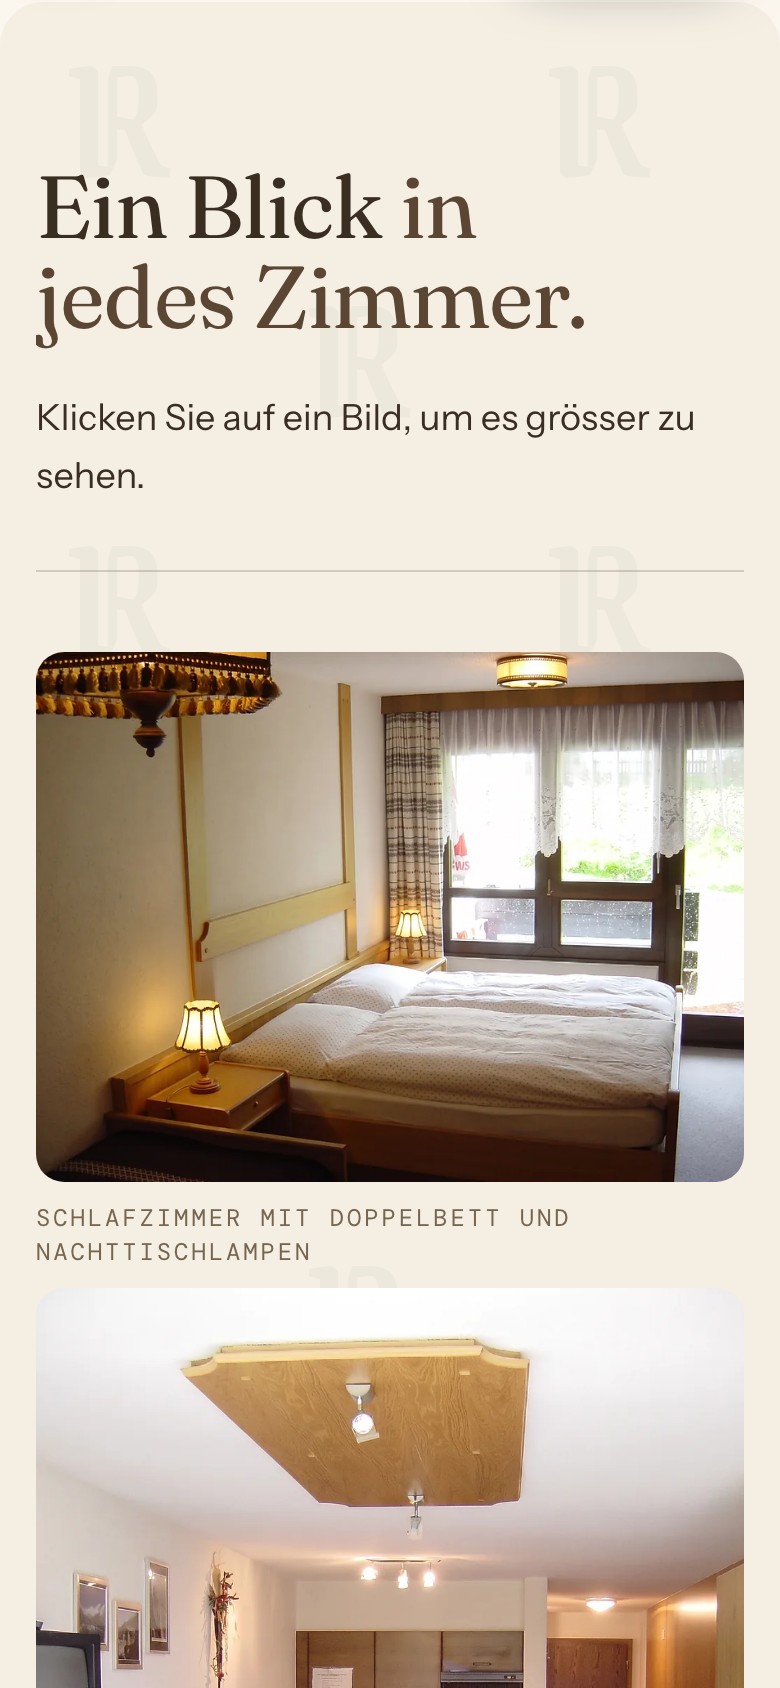 Ein Blick in
jedes Zimmer.
Klicken Sie auf ein Bild, um es grösser zu
sehen.
SCHLAFZIMMER MIT DOPPELBETT UND
NACHTTISCHLAMPEN